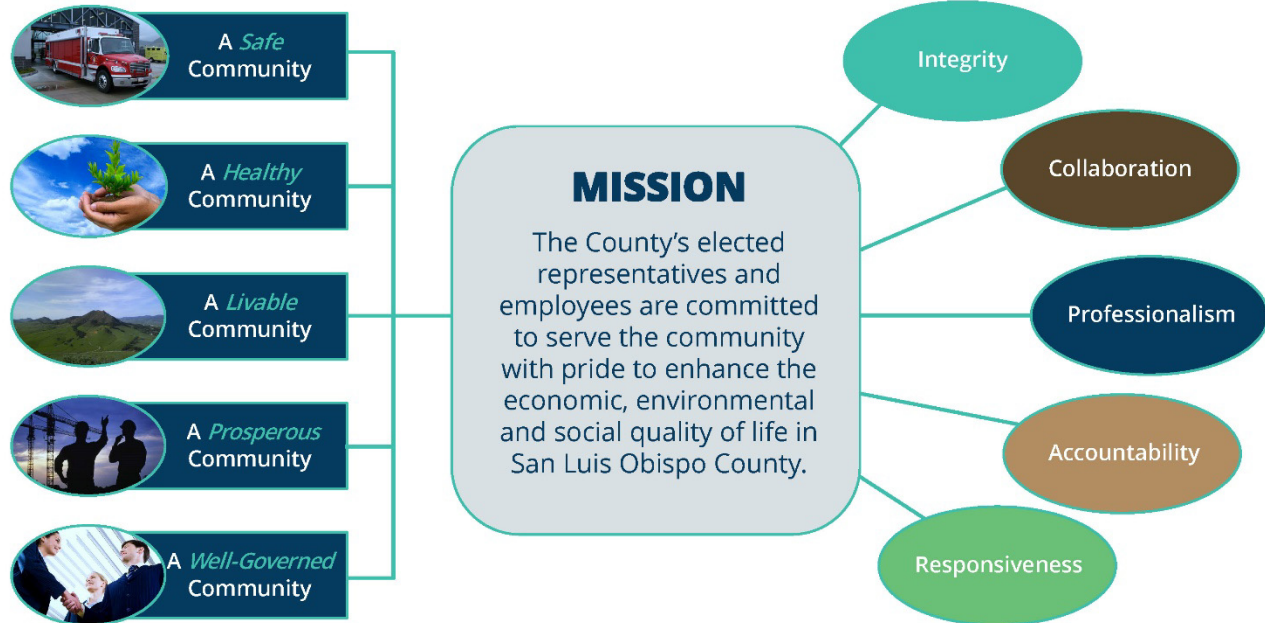 A Safe
Community
A Healthy
Community
A Livable
Community
A Prosperous
Community
A Well-Governed
Community
MISSION
The County’s elected
representatives and
employees are committed
to serve the community
with pride to enhance the
economic, environmental
and social quality of life in
San Luis Obispo County.
Integrity
Collaboration
Professionalism
Accountability
Responsiveness